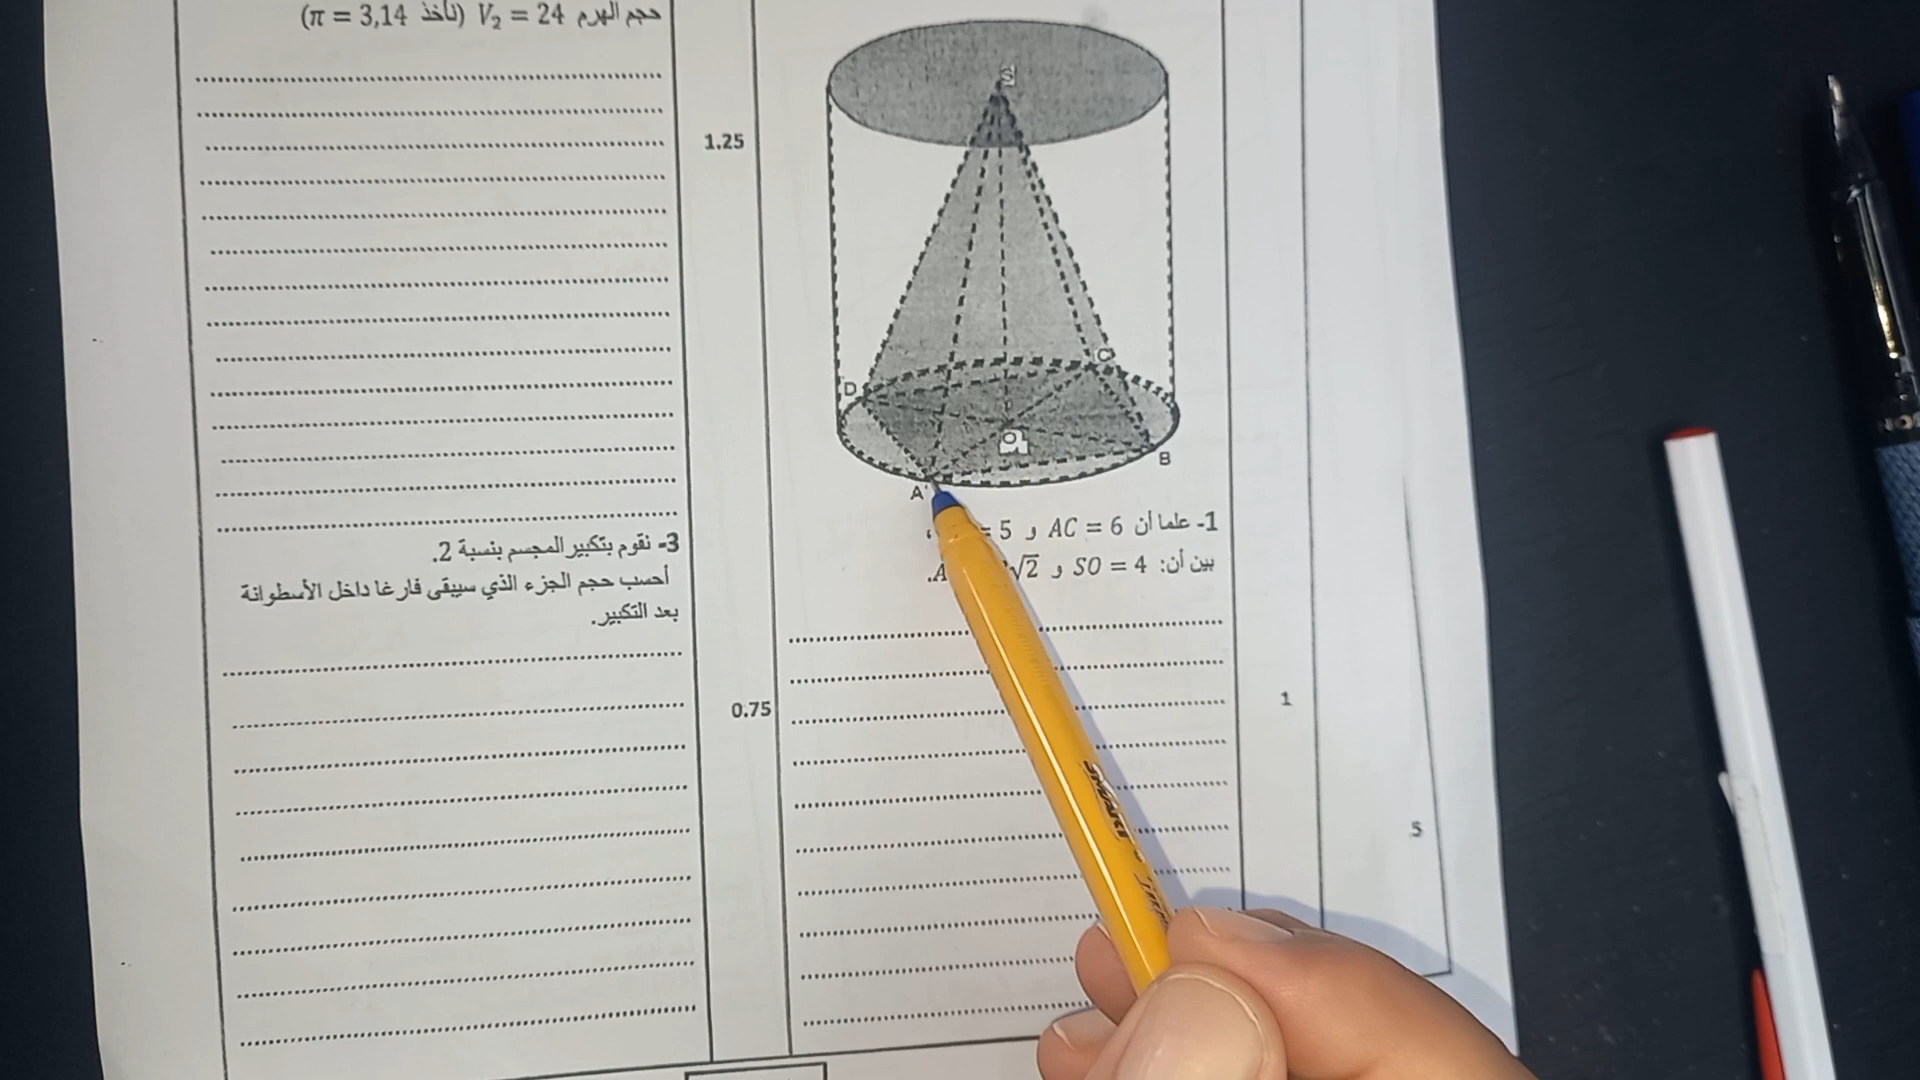 S
D
C
O
A
B
1- علما أن AC = 6 و = 5
بين أن: SO = 4 و √2
1
5
حجم الهرم V₂ = 24 (نأخذ π = 3,14)
1.25
3- نقوم بتكبير المجسم بنسبة 2.
أحسب حجم الجزء الذي سيبقى فارغا داخل الأسطوانة
بعد التكبير.
0.75
SMART